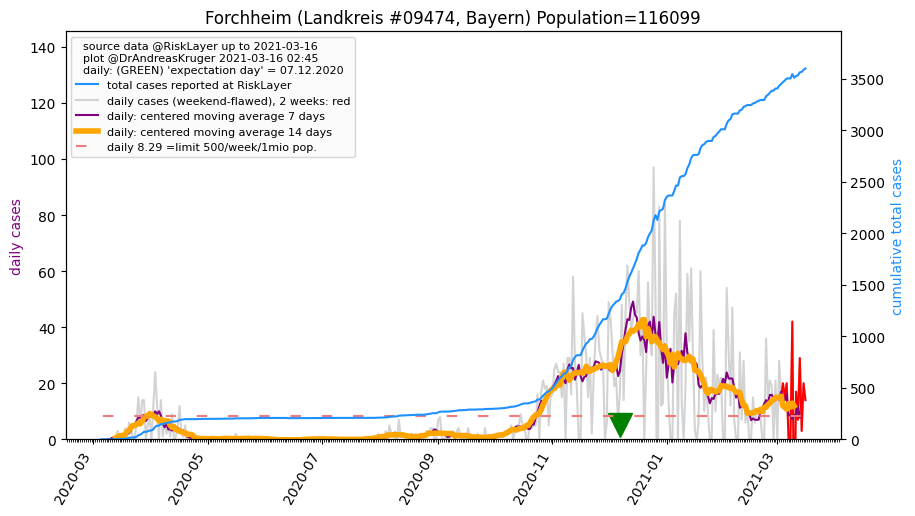 Forchheim (Landkreis #09474, Bayern) Population=116099
source data @RiskLayer up to 2021-03-16
plot @DrAndreasKruger 2021-03-16 02:45
daily: (GREEN) 'expectation day' = 07.12.2020
total cases reported at RiskLayer
daily cases (weekend-flawed), 2 weeks: red
daily: centered moving average 7 days
daily: centered moving average 14 days
daily 8.29 =limit 500/week/1mio pop.
daily cases
140
120
100
80
60
40
20
0
cumulative total cases
3500
3000
2500
2000
1500
1000
500
0
2020-03
2020-05
2020-07
2020-09
2020-11
2021-01
2021-03